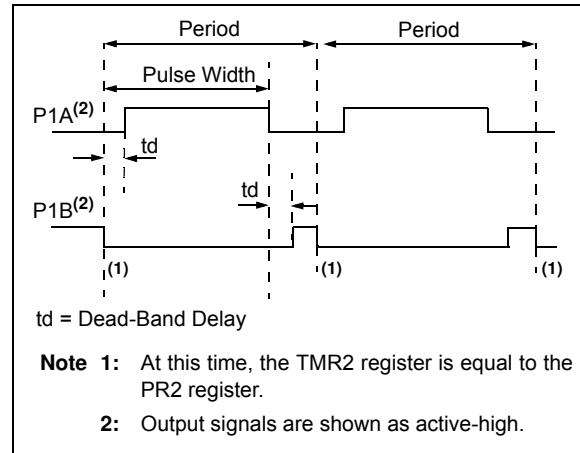 Period Period
Pulse Width
P1A(2)
td
td
P1B(2)
(1) (1) (1)
td = Dead-Band Delay
Note 1: At this time, the TMR2 register is equal to the
PR2 register.
2: Output signals are shown as active-high.